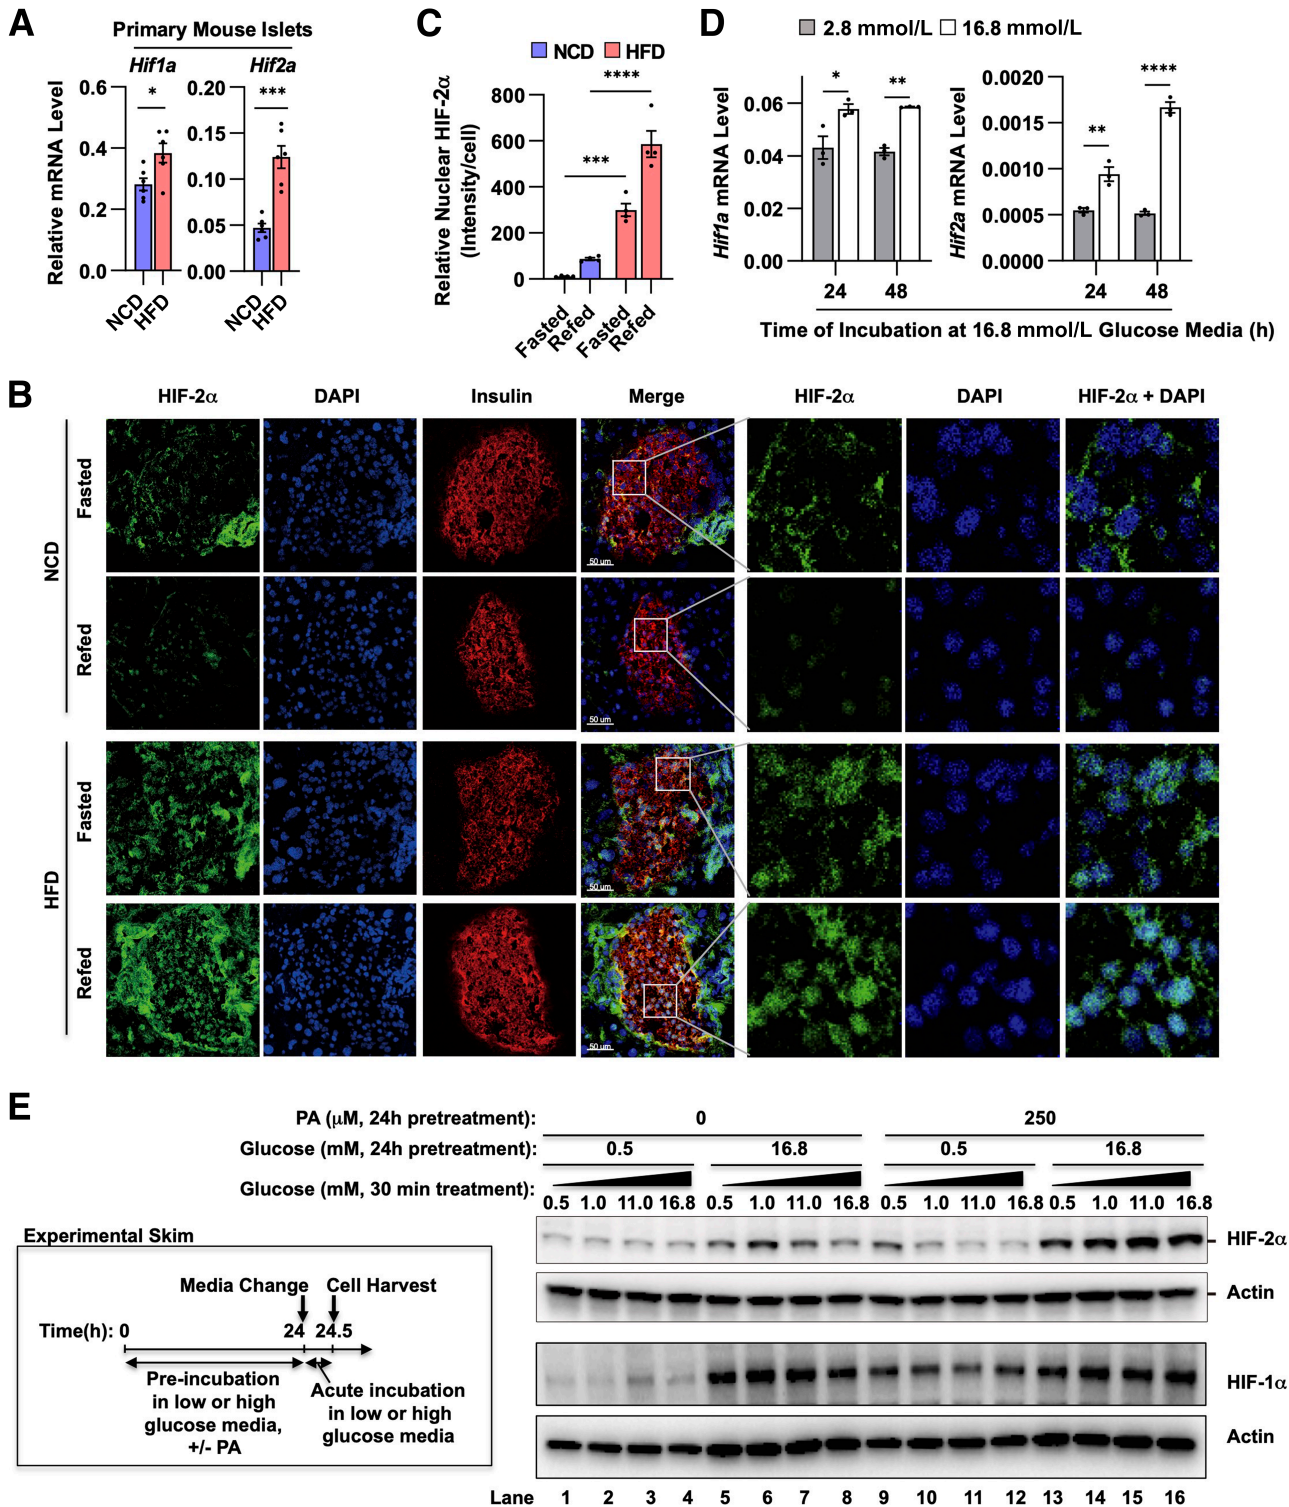 A
Primary Mouse Islets
Hif1a
Hif2a
Relative mRNA Level
0.6
0.4
0.2
0.0
*
NCD
HFD
0.20
0.15
0.10
0.05
0.00
***
NCD
HFD
C
NCD HFD
Relative Nuclear HIF-2α
(Intensity/cell)
800
600
400
200
0
****
***
Fasted
Refed
Fasted
Refed
D
2.8 mmol/L 16.8 mmol/L
Hif1a mRNA Level
0.06
0.04
0.02
0.00
*
**
24 48
Hif2a mRNA Level
0.0020
0.0015
0.0010
0.0005
0.0000
**
****
24 48
Time of Incubation at 16.8 mmol/L Glucose Media (h)
B
HIF-2α DAPI Insulin Merge HIF-2α DAPI HIF-2α + DAPI
NCD
Fasted
50 um
Refed
50 um
HFD
Fasted
50 um
Refed
50 um
E
PA (μM, 24h pretreatment): 0 250
Glucose (mM, 24h pretreatment): 0.5 16.8 0.5 16.8
Glucose (mM, 30 min treatment):
0.5 1.0 11.0 16.8 0.5 1.0 11.0 16.8 0.5 1.0 11.0 16.8 0.5 1.0 11.0 16.8
HIF-2α
Actin
HIF-1α
Actin
Lane 1 2 3 4 5 6 7 8 9 10 11 12 13 14 15 16
Experimental Skim
Media Change Cell Harvest
Time(h): 0 24 24.5
Pre-incubation
in low or high
glucose media,
+/- PA
Acute incubation
in low or high
glucose media